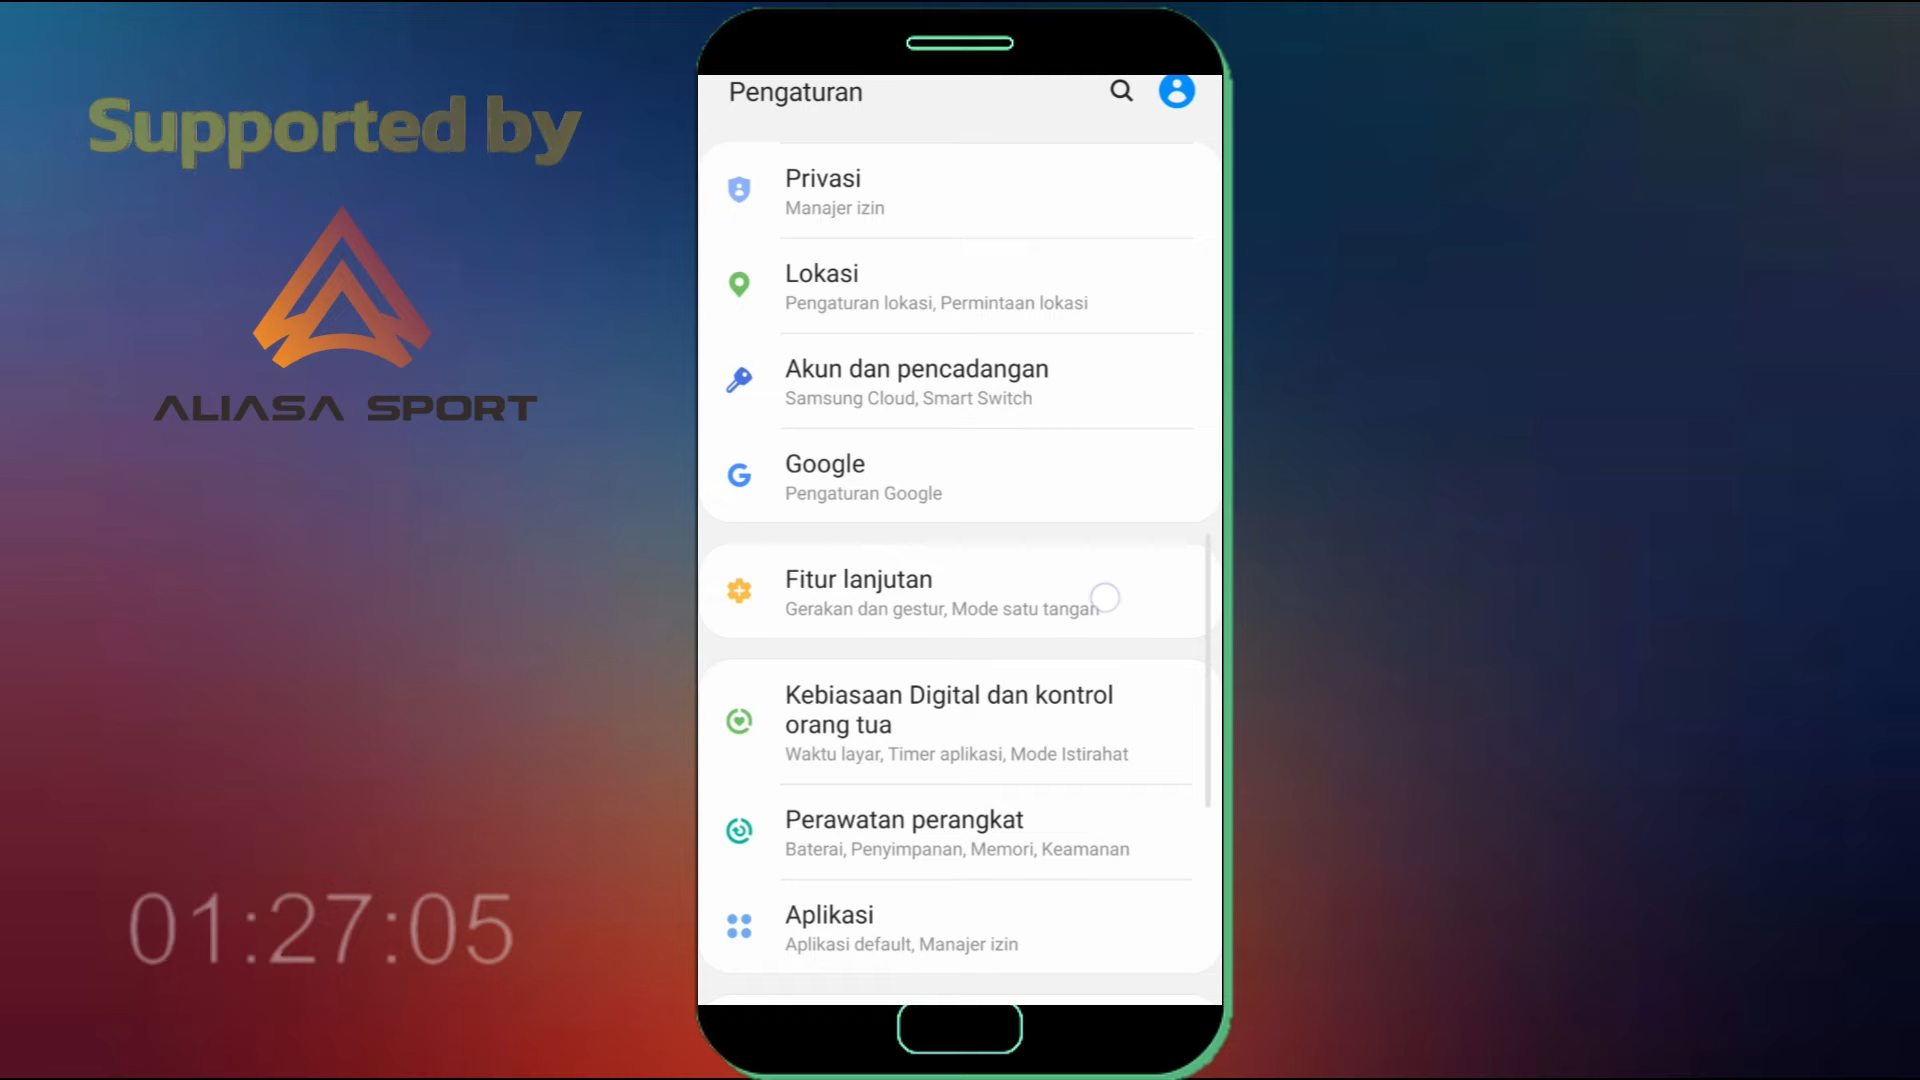 Supported by
ALIASA SPORT
01:27:05
Pengaturan
Privasi
Manajer izin
Lokasi
Pengaturan lokasi, Permintaan lokasi
Akun dan pencadangan
Samsung Cloud, Smart Switch
Google
Pengaturan Google
Fitur lanjutan
Gerakan dan gestur, Mode satu tangan
Kebiasaan Digital dan kontrol
orang tua
Waktu layar, Timer aplikasi, Mode Istirahat
Perawatan perangkat
Baterai, Penyimpanan, Memori, Keamanan
Aplikasi
Aplikasi default, Manajer izin